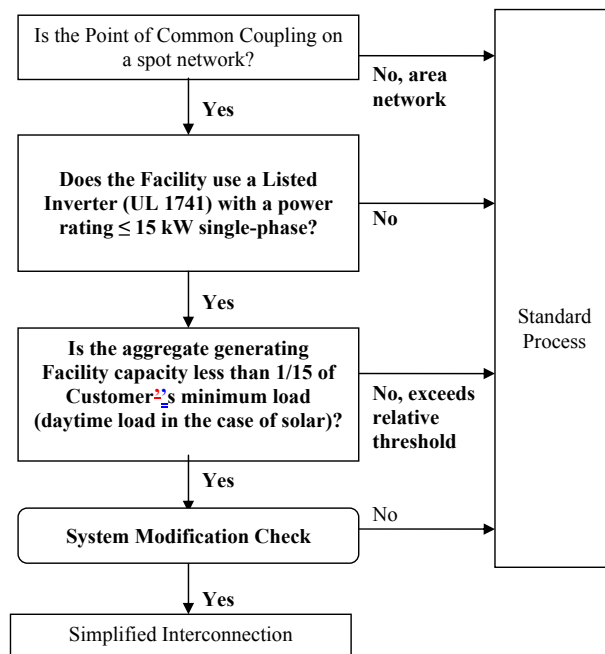 Is the Point of Common Coupling on
a spot network?
No, area
network
Yes
Does the Facility use a Listed
Inverter (UL 1741) with a power
rating ≤ 15 kW single-phase?
No
Yes
Standard
Process
Is the aggregate generating
Facility capacity less than 1/15 of
Customer’’s minimum load
(daytime load in the case of solar)?
No, exceeds
relative
threshold
Yes
System Modification Check
No
Yes
Simplified Interconnection